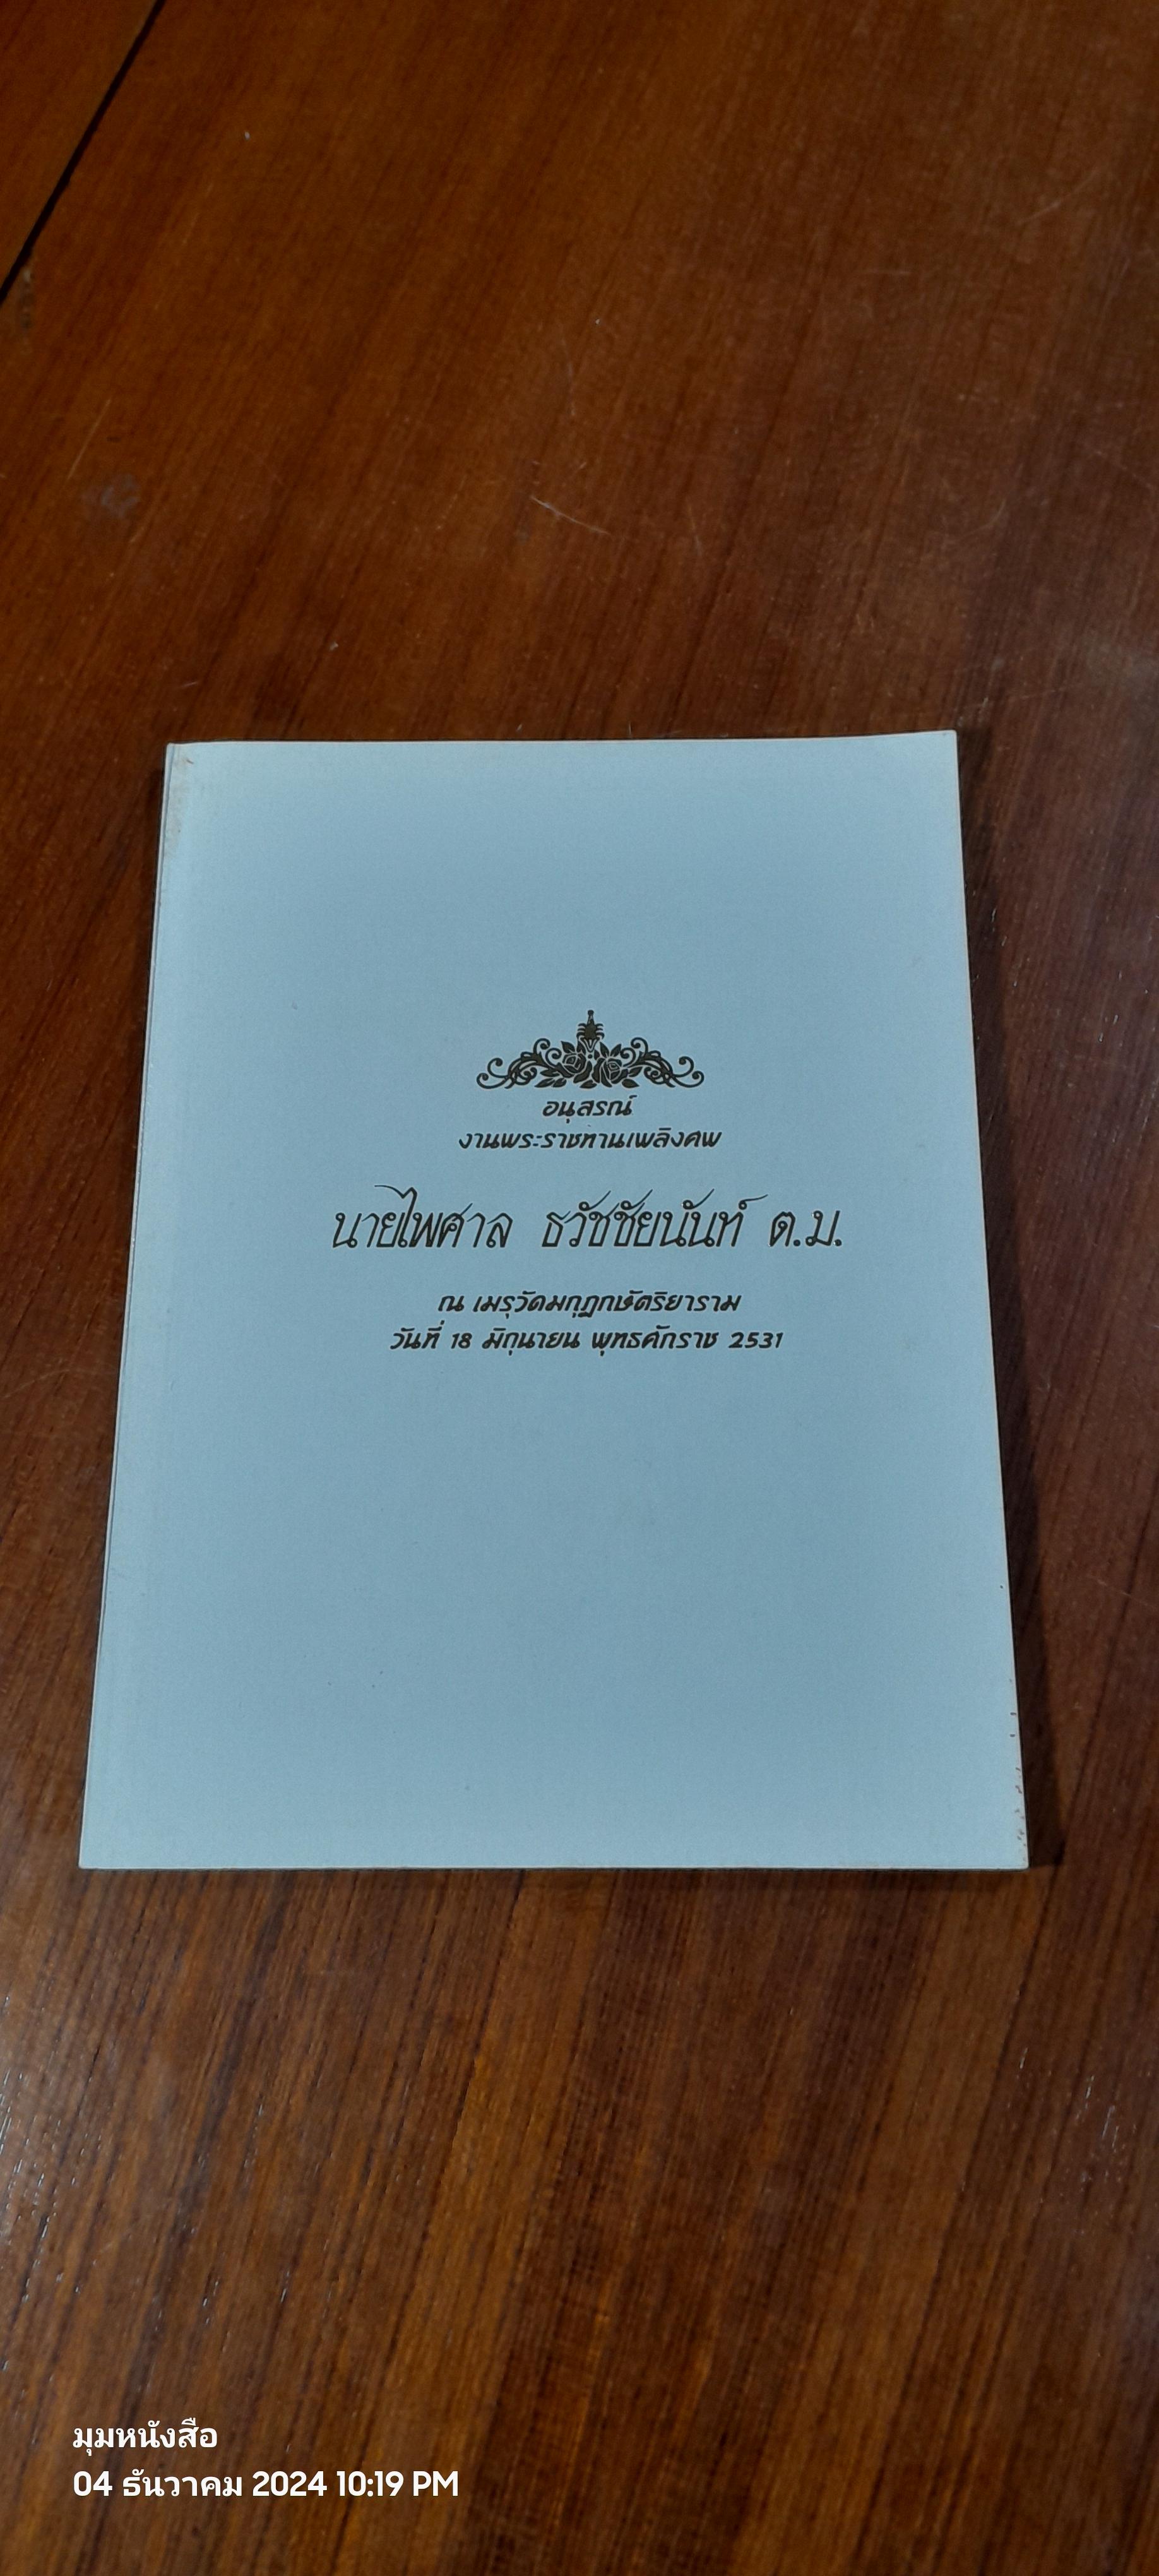 อนุสรณ์
งานพระราชทานเพลิงศพ
นายไพศาล ธวัชชัยนันท์ ต.ม.
ณ เมรุวัดมกุฏกษัตริยาราม
วันที่ 18 มิถุนายน พุทธศักราช 2531
มุมหนังสือ
04 ธันวาคม 2024 10:19 PM